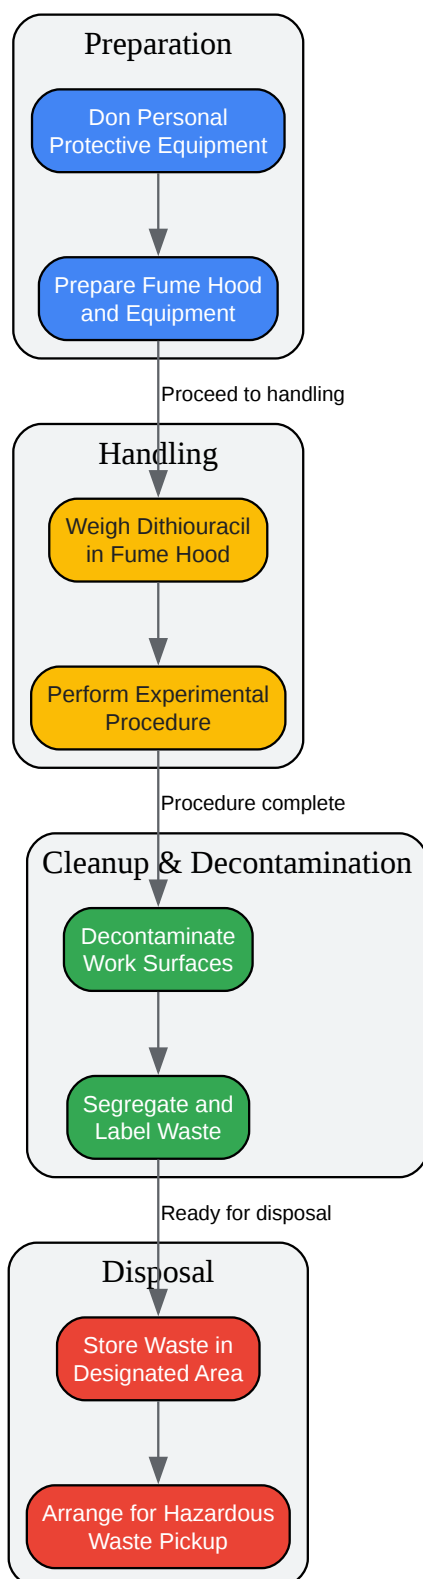 Preparation
Don Personal
Protective Equipment
Prepare Fume Hood
and Equipment
Proceed to handling
Handling
Weigh Dithiouracil
in Fume Hood
Perform Experimental
Procedure
Procedure complete
Cleanup & Decontamination
Decontaminate
Work Surfaces
Segregate and
Label Waste
Ready for disposal
Disposal
Store Waste in
Designated Area
Arrange for Hazardous
Waste Pickup